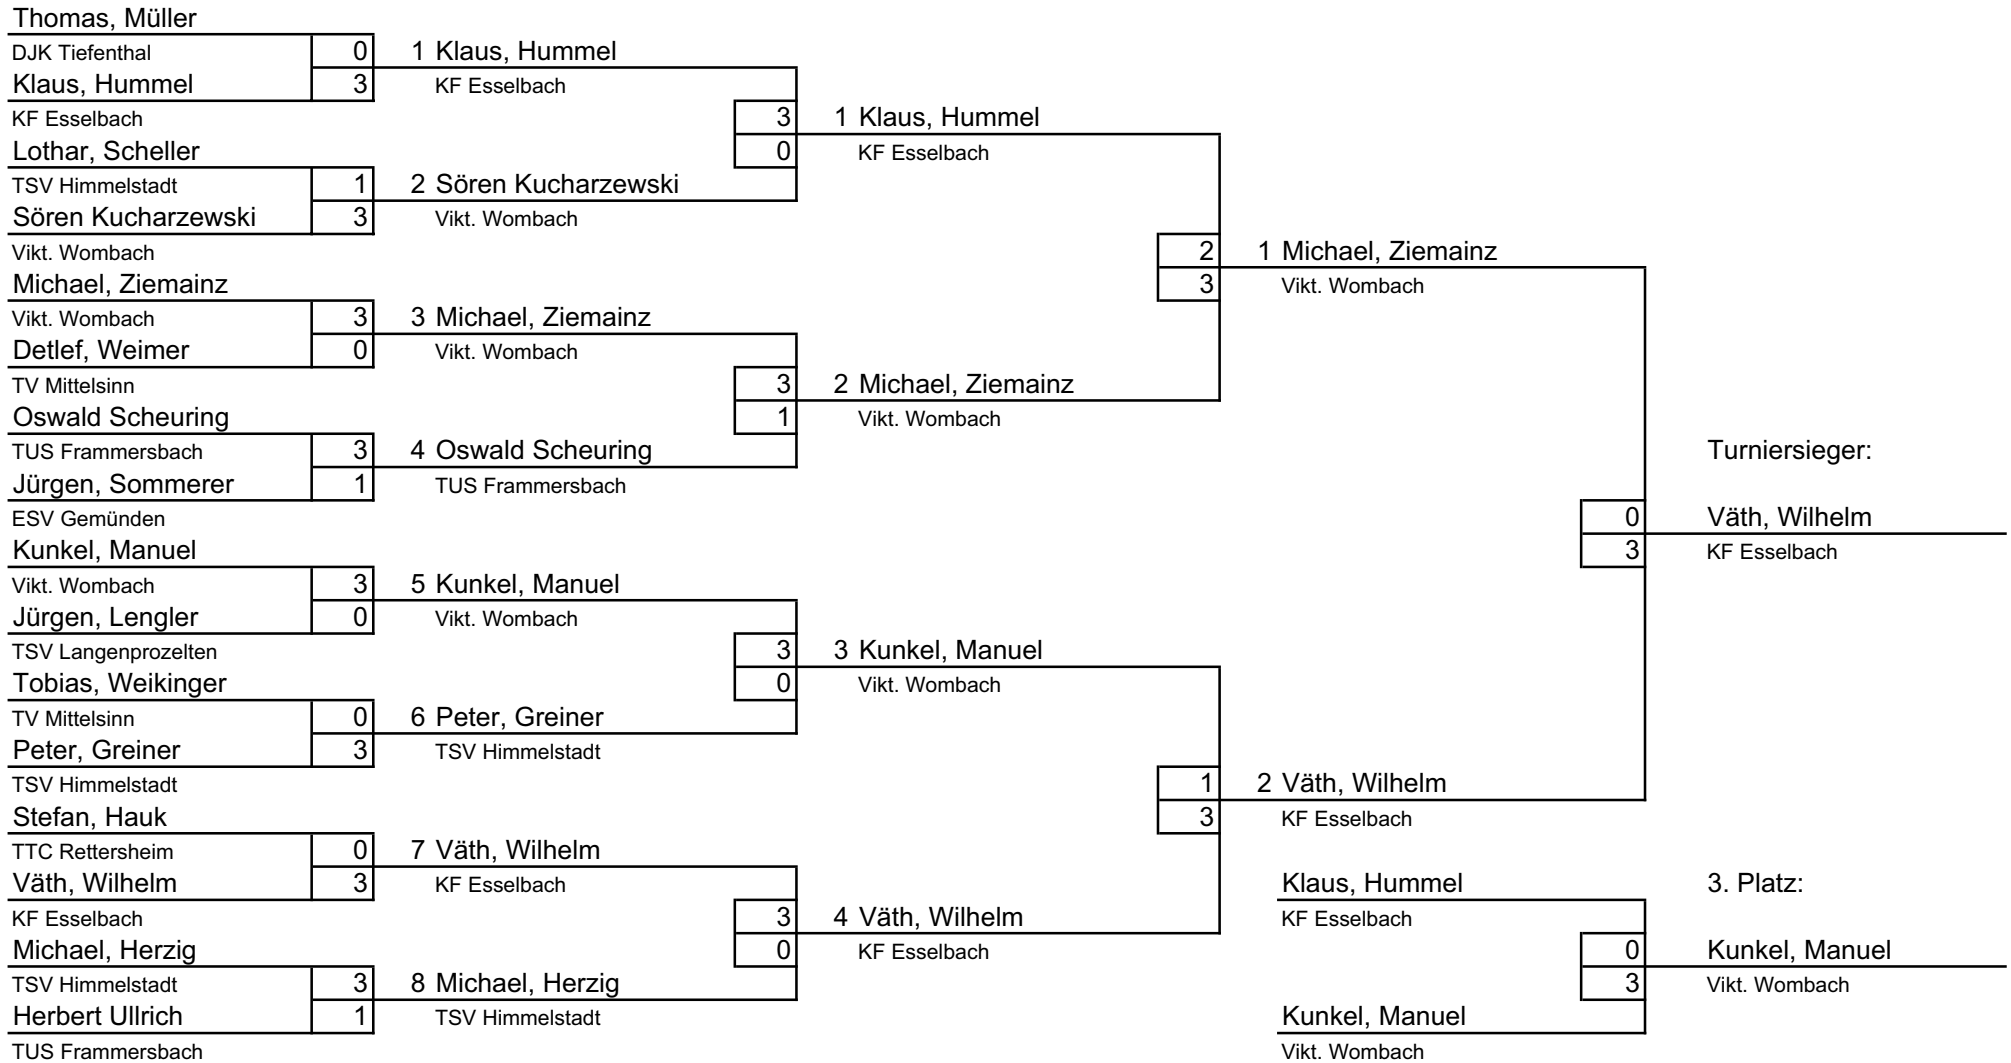 Thomas, Müller
DJK Tiefenthal 0 1 Klaus, Hummel
Klaus, Hummel 3 KF Esselbach
KF Esselbach 3 1 Klaus, Hummel
Lothar, Scheller 0 KF Esselbach
TSV Himmelstadt 1 2 Sören Kucharzewski
Sören Kucharzewski 3 Vikt. Wombach
Vikt. Wombach 2 1 Michael, Ziemainz
Michael, Ziemainz 3 Vikt. Wombach
Vikt. Wombach 3 3 Michael, Ziemainz
Detlef, Weimer 0 Vikt. Wombach
TV Mittelsinn 3 2 Michael, Ziemainz
Oswald Scheuring 1 Vikt. Wombach
TUS Frammersbach 3 4 Oswald Scheuring Turniersieger:
Jürgen, Sommerer 1 TUS Frammersbach
ESV Gemünden 0 Väth, Wilhelm
Kunkel, Manuel 3 KF Esselbach
Vikt. Wombach 3 5 Kunkel, Manuel
Jürgen, Lengler 0 Vikt. Wombach
TSV Langenprozelten 3 3 Kunkel, Manuel
Tobias, Weikinger 0 Vikt. Wombach
TV Mittelsinn 0 6 Peter, Greiner
Peter, Greiner 3 TSV Himmelstadt
TSV Himmelstadt 1 2 Väth, Wilhelm
Stefan, Hauk 3 KF Esselbach
TTC Rettersheim 0 7 Väth, Wilhelm
Väth, Wilhelm 3 KF Esselbach Klaus, Hummel 3. Platz:
KF Esselbach 3 4 Väth, Wilhelm KF Esselbach
Michael, Herzig 0 KF Esselbach 0 Kunkel, Manuel
TSV Himmelstadt 3 8 Michael, Herzig 3 Vikt. Wombach
Herbert Ullrich 1 TSV Himmelstadt Kunkel, Manuel
TUS Frammersbach Vikt. Wombach